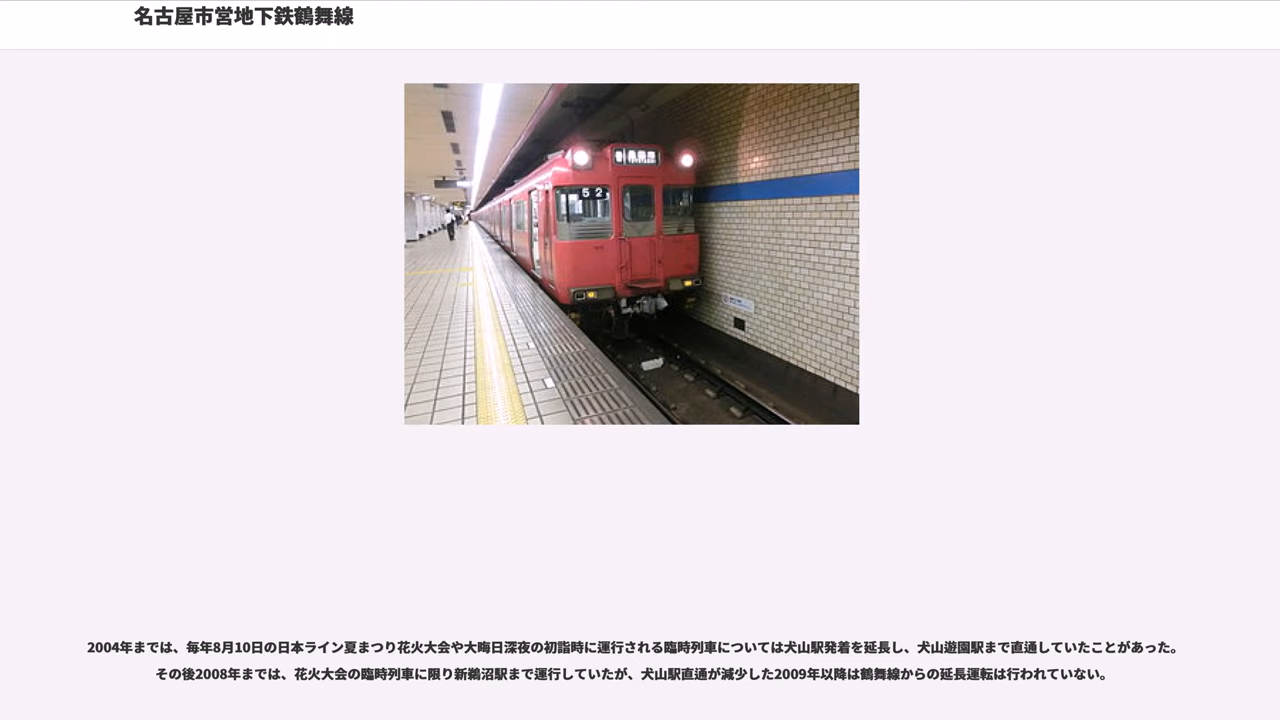 名古屋市営地下鉄鶴舞線
52
2004年までは、毎年8月10日の日本ライン夏まつり花火大会や大晦日深夜の初詣時に運行される臨時列車については犬山駅発着を延長し、犬山遊園駅まで直通していたことがあった。
その後2008年までは、花火大会の臨時列車に限り新鵜沼駅まで運行していたが、犬山駅直通が減少した2009年以降は鶴舞線からの延長運転は行われていない。